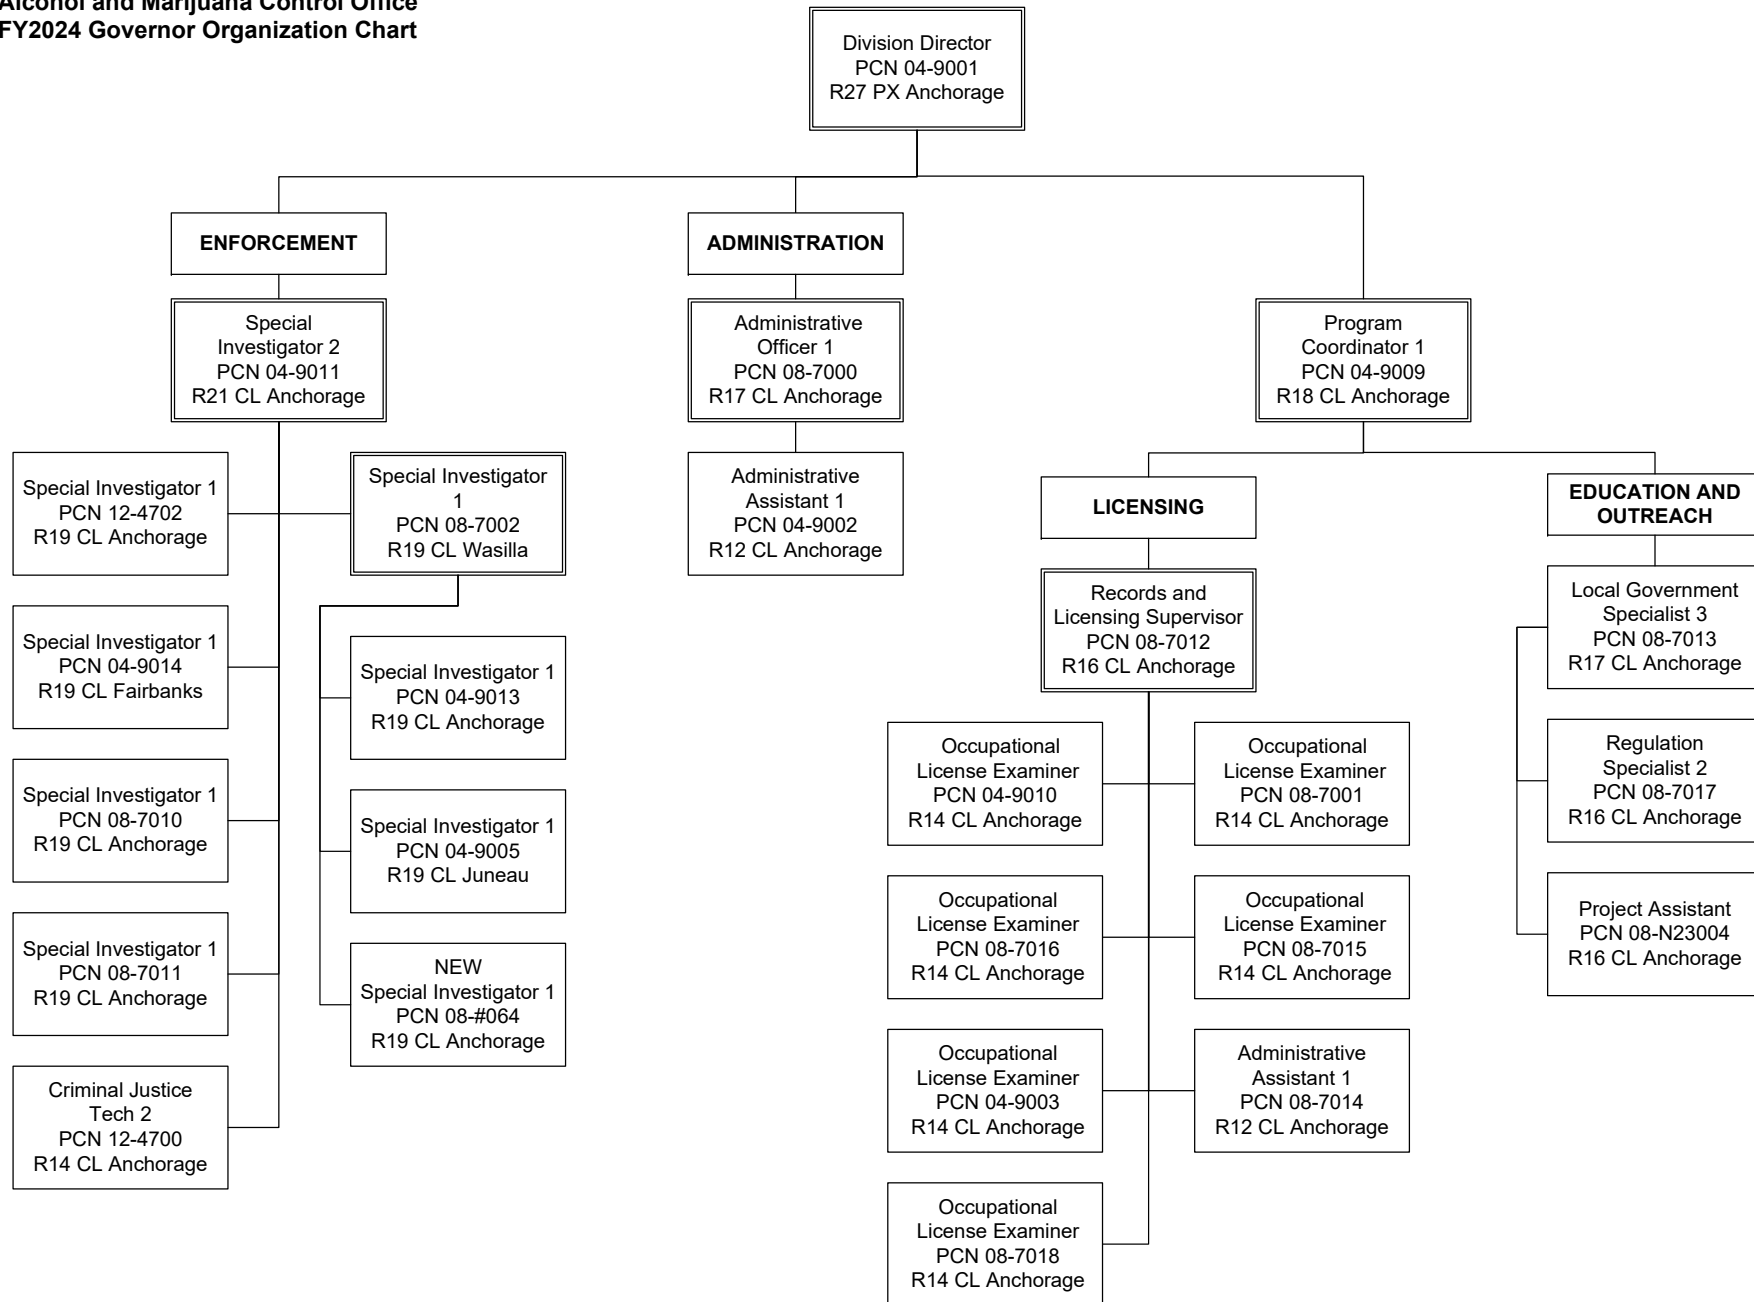 Alcohol and Marijuana Control Office
FY2024 Governor Organization Chart
Division Director
PCN 04-9001
R27 PX Anchorage
ENFORCEMENT
Special
Investigator 2
PCN 04-9011
R21 CL Anchorage
Special Investigator 1
PCN 12-4702
R19 CL Anchorage
Special Investigator 1
PCN 04-9014
R19 CL Fairbanks
Special Investigator 1
PCN 08-7010
R19 CL Anchorage
Special Investigator 1
PCN 08-7011
R19 CL Anchorage
Criminal Justice
Tech 2
PCN 12-4700
R14 CL Anchorage
Special Investigator
1
PCN 08-7002
R19 CL Wasilla
Special Investigator 1
PCN 04-9013
R19 CL Anchorage
Special Investigator 1
PCN 04-9005
R19 CL Juneau
NEW
Special Investigator 1
PCN 08-#064
R19 CL Anchorage
ADMINISTRATION
Administrative
Officer 1
PCN 08-7000
R17 CL Anchorage
Administrative
Assistant 1
PCN 04-9002
R12 CL Anchorage
Program
Coordinator 1
PCN 04-9009
R18 CL Anchorage
LICENSING
Records and
Licensing Supervisor
PCN 08-7012
R16 CL Anchorage
Occupational
License Examiner
PCN 04-9010
R14 CL Anchorage
Occupational
License Examiner
PCN 08-7001
R14 CL Anchorage
Occupational
License Examiner
PCN 08-7016
R14 CL Anchorage
Occupational
License Examiner
PCN 08-7015
R14 CL Anchorage
Occupational
License Examiner
PCN 04-9003
R14 CL Anchorage
Administrative
Assistant 1
PCN 08-7014
R12 CL Anchorage
Occupational
License Examiner
PCN 08-7018
R14 CL Anchorage
EDUCATION AND
OUTREACH
Local Government
Specialist 3
PCN 08-7013
R17 CL Anchorage
Regulation
Specialist 2
PCN 08-7017
R16 CL Anchorage
Project Assistant
PCN 08-N23004
R16 CL Anchorage